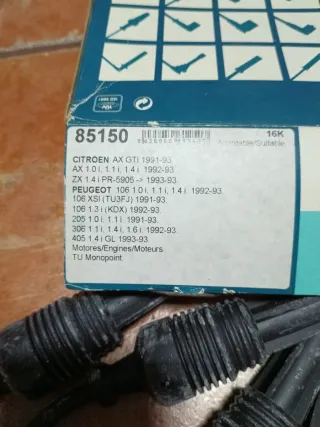 85150
16K
Adaptable/Suitable
CITROEN AX GTI 1991-93.
AX 1.0 i, 1.1 i, 1.4 i. 1992-93.
ZX 1.4 i PR-5905 -> 1993-93.
PEUGEOT 106 1.0 i, 1.1 i, 1.4 i 1992-93.
106 XSI (TU3FJ) 1991-93.
106 1.3 i (KDX) 1992-93.
205 1.0 i, 1.1 i 1991-93.
306 1.1 i, 1.4 i, 1.6 i. 1992-93.
405 1.4 GL 1993-93.
Motores/Engines/Moteurs
TU Monopoint